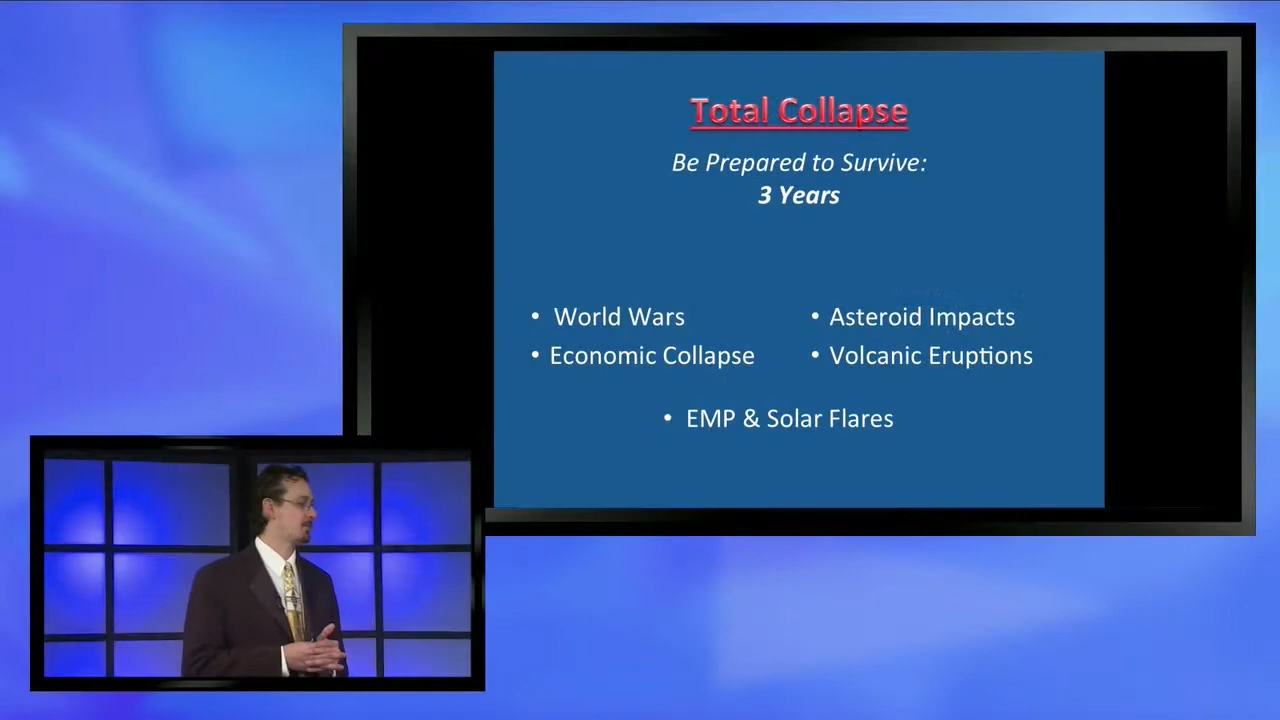 Total Collapse
Be Prepared to Survive:
3 Years
• World Wars
• Asteroid Impacts
• Economic Collapse
• Volcanic Eruptions
• EMP & Solar Flares